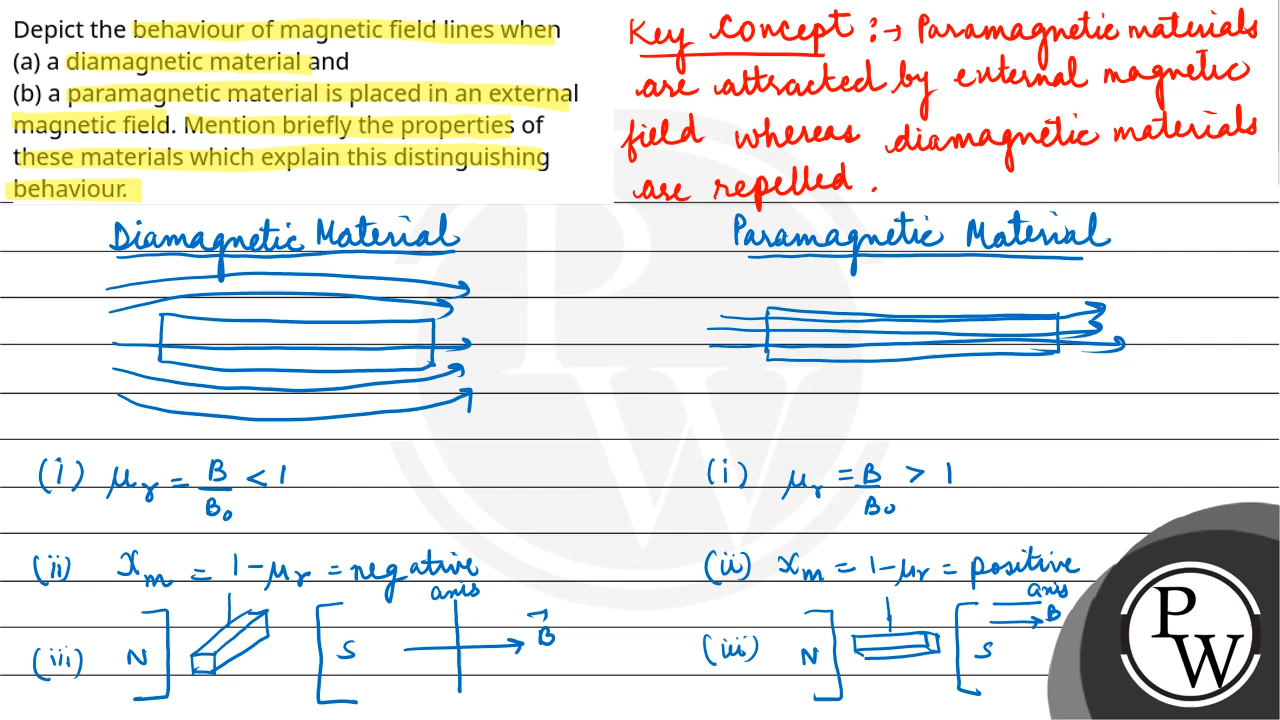 Depict the behaviour of magnetic field lines when
(a) a diamagnetic material and
(b) a paramagnetic material is placed in an external
magnetic field. Mention briefly the properties of
these materials which explain this distinguishing
behaviour.
Key Concept :→ Paramagnetic materials
are attracted by external magnetic
field whereas diamagnetic materials
are repelled.
Diamagnetic Material
Paramagnetic Material
(i) μr = B/B₀ < 1
(i) μr = B/B₀ > 1
(ii) χm = 1-μr = negative
(ii) χm = 1-μr = positive
(iii) N S axis B⃗
(iii) N S axis B
PW
PW